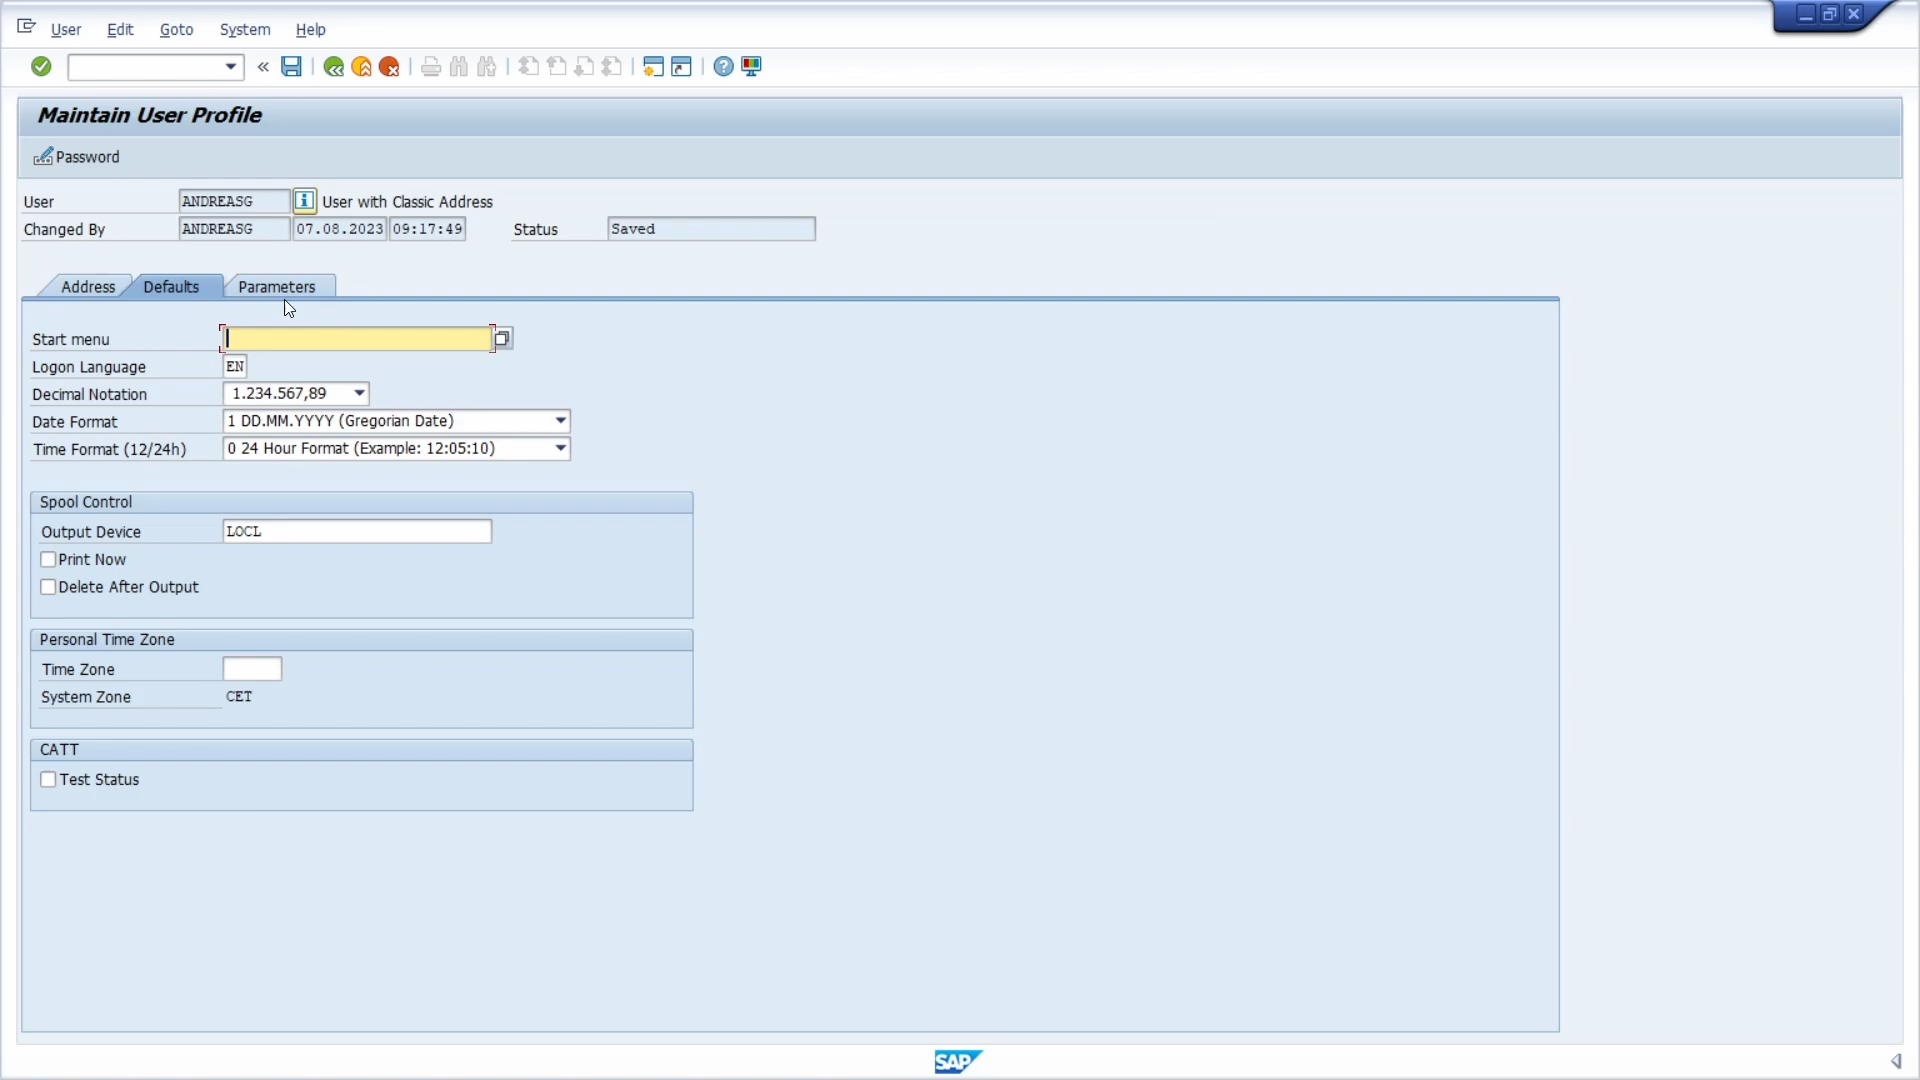 User Edit Goto System Help
Maintain User Profile
Password
User ANDREASG User with Classic Address
Changed By ANDREASG 07.08.2023 09:17:49 Status Saved
Address Defaults Parameters
Start menu
Logon Language EN
Decimal Notation 1.234.567,89
Date Format 1 DD.MM.YYYY (Gregorian Date)
Time Format (12/24h) 0 24 Hour Format (Example: 12:05:10)
Spool Control
Output Device LOCL
Print Now
Delete After Output
Personal Time Zone
Time Zone
System Zone CET
CATT
Test Status
SAP